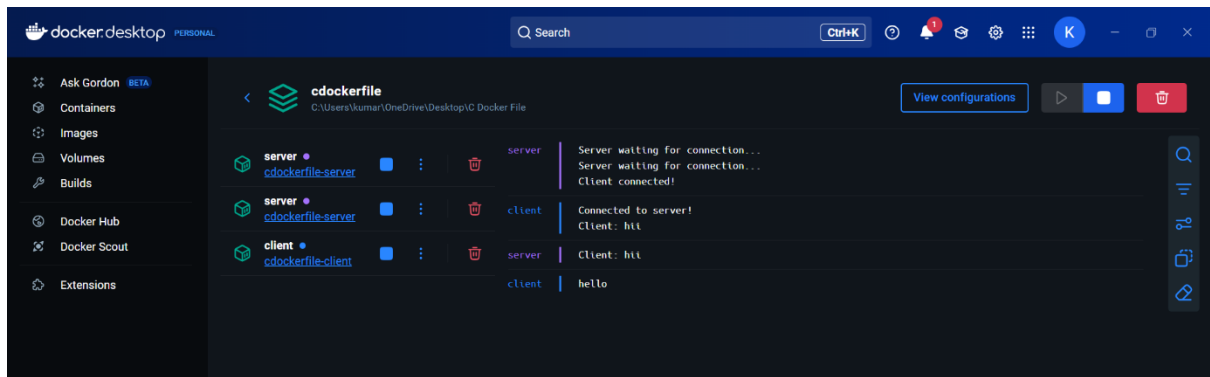 docker.desktop PERSONAL
Search
Ctrl+K
1
K
Ask Gordon BETA
Containers
Images
Volumes
Builds
Docker Hub
Docker Scout
Extensions
cdockerfile
C:\Users\kumar\OneDrive\Desktop\C Docker File
View configurations
server
cdockerfile-server
server
cdockerfile-server
client
cdockerfile-client
server Server waiting for connection...
Server waiting for connection...
Client connected!
client Connected to server!
Client: hii
server Client: hii
client hello